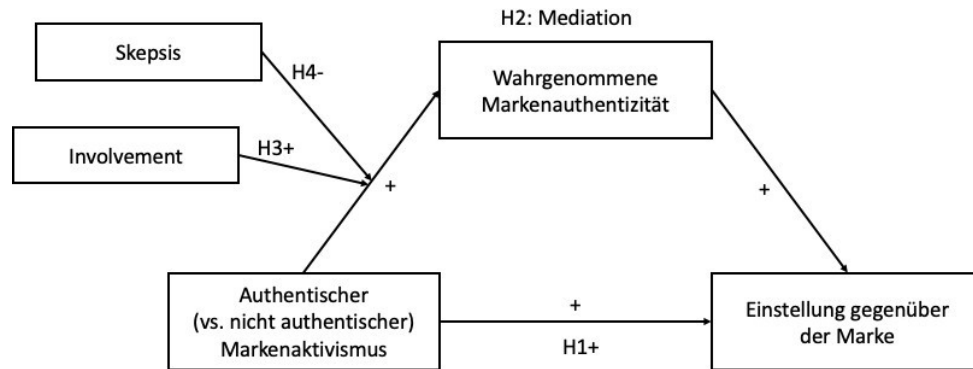 H2: Mediation
Skepsis
H4-
Wahrgenommene
Markenauthentizität
Involvement
H3+
+
+
Authentischer
(vs. nicht authentischer)
Markenaktivismus
+
H1+
Einstellung gegenüber
der Marke